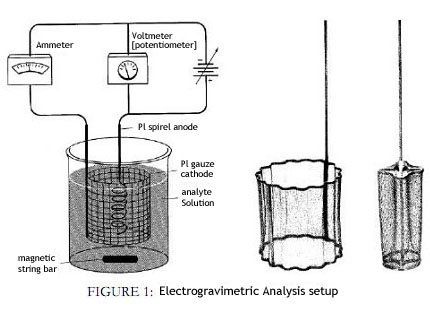 Ammeter
Voltmeter
[potentiometer]
Pl spirel anode
Pl gauze
cathode
analyte
Solution
magnetic
string bar
FIGURE 1: Electrogravimetric Analysis setup